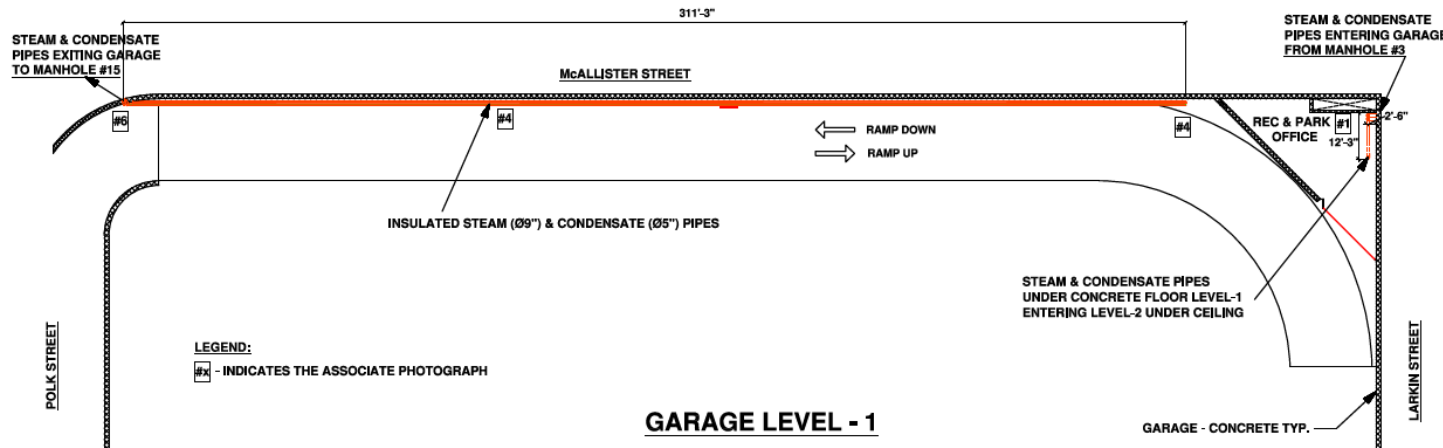 311'-3"
STEAM & CONDENSATE
PIPES EXITING GARAGE
TO MANHOLE #15
STEAM & CONDENSATE
PIPES ENTERING GARAGE
FROM MANHOLE #3
McALLISTER STREET
#6
#4
#4
REC & PARK
OFFICE
#1
2'-6"
12'-3"
RAMP DOWN
RAMP UP
INSULATED STEAM (Ø9") & CONDENSATE (Ø5") PIPES
STEAM & CONDENSATE PIPES
UNDER CONCRETE FLOOR LEVEL-1
ENTERING LEVEL-2 UNDER CEILING
POLK STREET
LARKIN STREET
LEGEND:
#x - INDICATES THE ASSOCIATE PHOTOGRAPH
GARAGE LEVEL - 1
GARAGE - CONCRETE TYP.